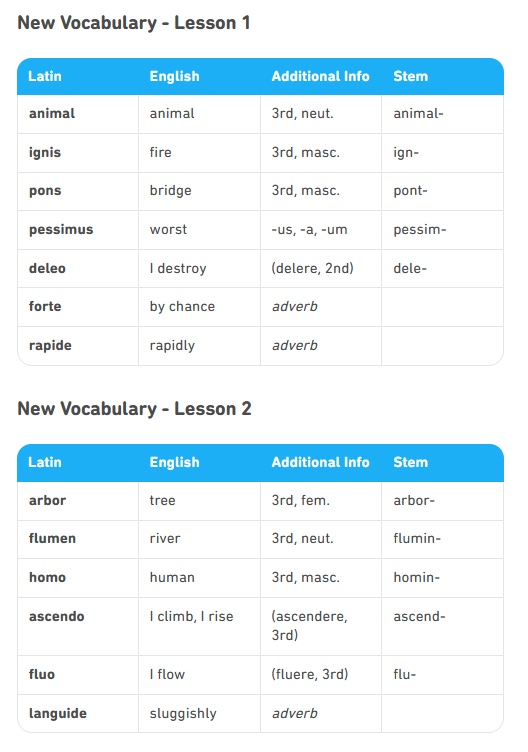 New Vocabulary - Lesson 1
Latin English Additional Info Stem
animal animal 3rd, neut. animal-
ignis fire 3rd, masc. ign-
pons bridge 3rd, masc. pont-
pessimus worst -us, -a, -um pessim-
deleo I destroy (delere, 2nd) dele-
forte by chance adverb
rapide rapidly adverb
New Vocabulary - Lesson 2
Latin English Additional Info Stem
arbor tree 3rd, fem. arbor-
flumen river 3rd, neut. flumin-
homo human 3rd, masc. homin-
ascendo I climb, I rise (ascendere, ascend-
3rd)
fluo I flow (fluere, 3rd) flu-
languide sluggishly adverb